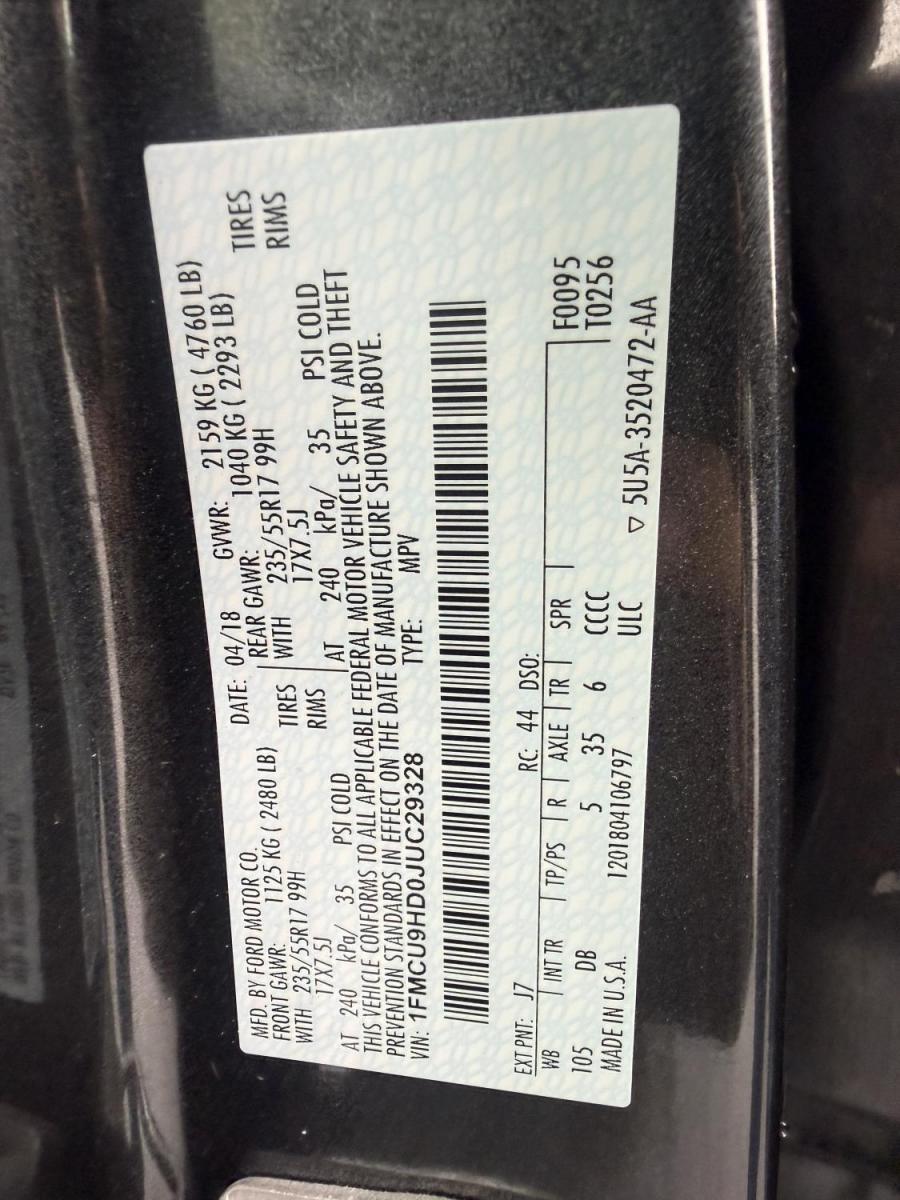 MFD. BY FORD MOTOR CO. DATE: 04/18 GVWR: 2159 KG ( 4760 LB)
FRONT GAWR: 1125 KG ( 2480 LB) REAR GAWR: 1040 KG ( 2293 LB)
WITH 235/55R17 99H TIRES WITH 235/55R17 99H TIRES
17X7.5J RIMS 17X7.5J RIMS
AT 240 kPa/ 35 PSI COLD AT 240 kPa/ 35 PSI COLD
THIS VEHICLE CONFORMS TO ALL APPLICABLE FEDERAL MOTOR VEHICLE SAFETY AND THEFT
PREVENTION STANDARDS IN EFFECT ON THE DATE OF MANUFACTURE SHOWN ABOVE.
VIN: 1FMCU9HD0JUC29328 TYPE: MPV
EXT PNT: J7 RC: 44 DSO:
WB INT TR TP/PS R AXLE TR SPR F0095
105 DB 5 35 6 CCCC T0256
MADE IN U.S.A. 120180410679​7 ULC
▽ 5U5A-3520472-AA